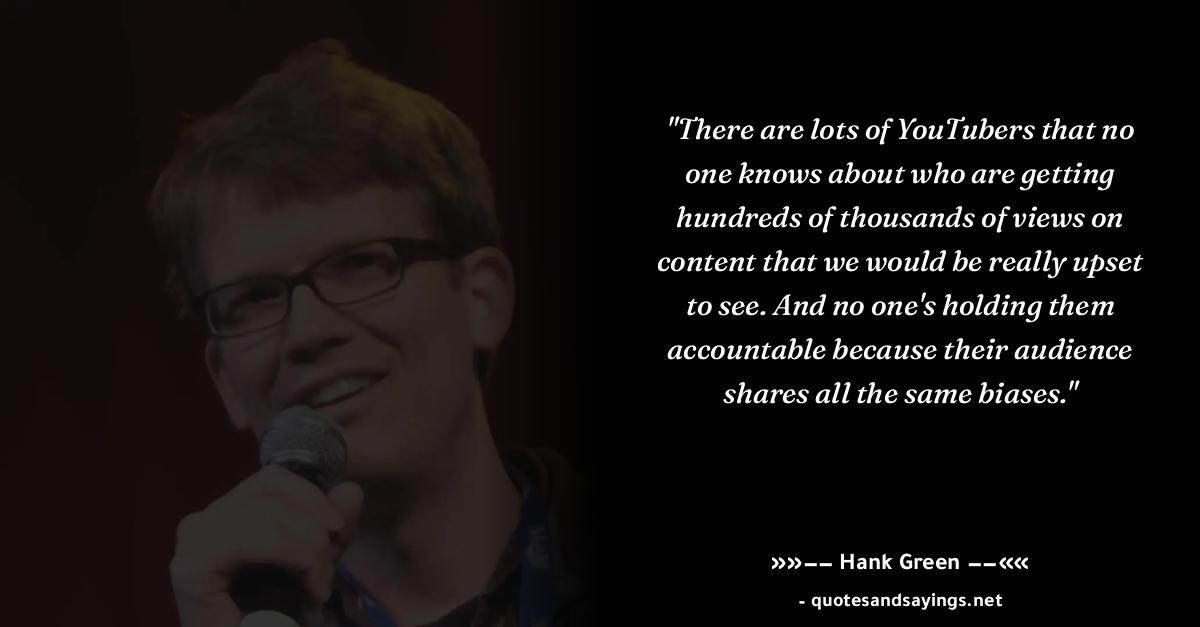 "There are lots of YouTubers that no
one knows about who are getting
hundreds of thousands of views on
content that we would be really upset
to see. And no one's holding them
accountable because their audience
shares all the same biases."
»»–– Hank Green ––««
- quotesandsayings.net